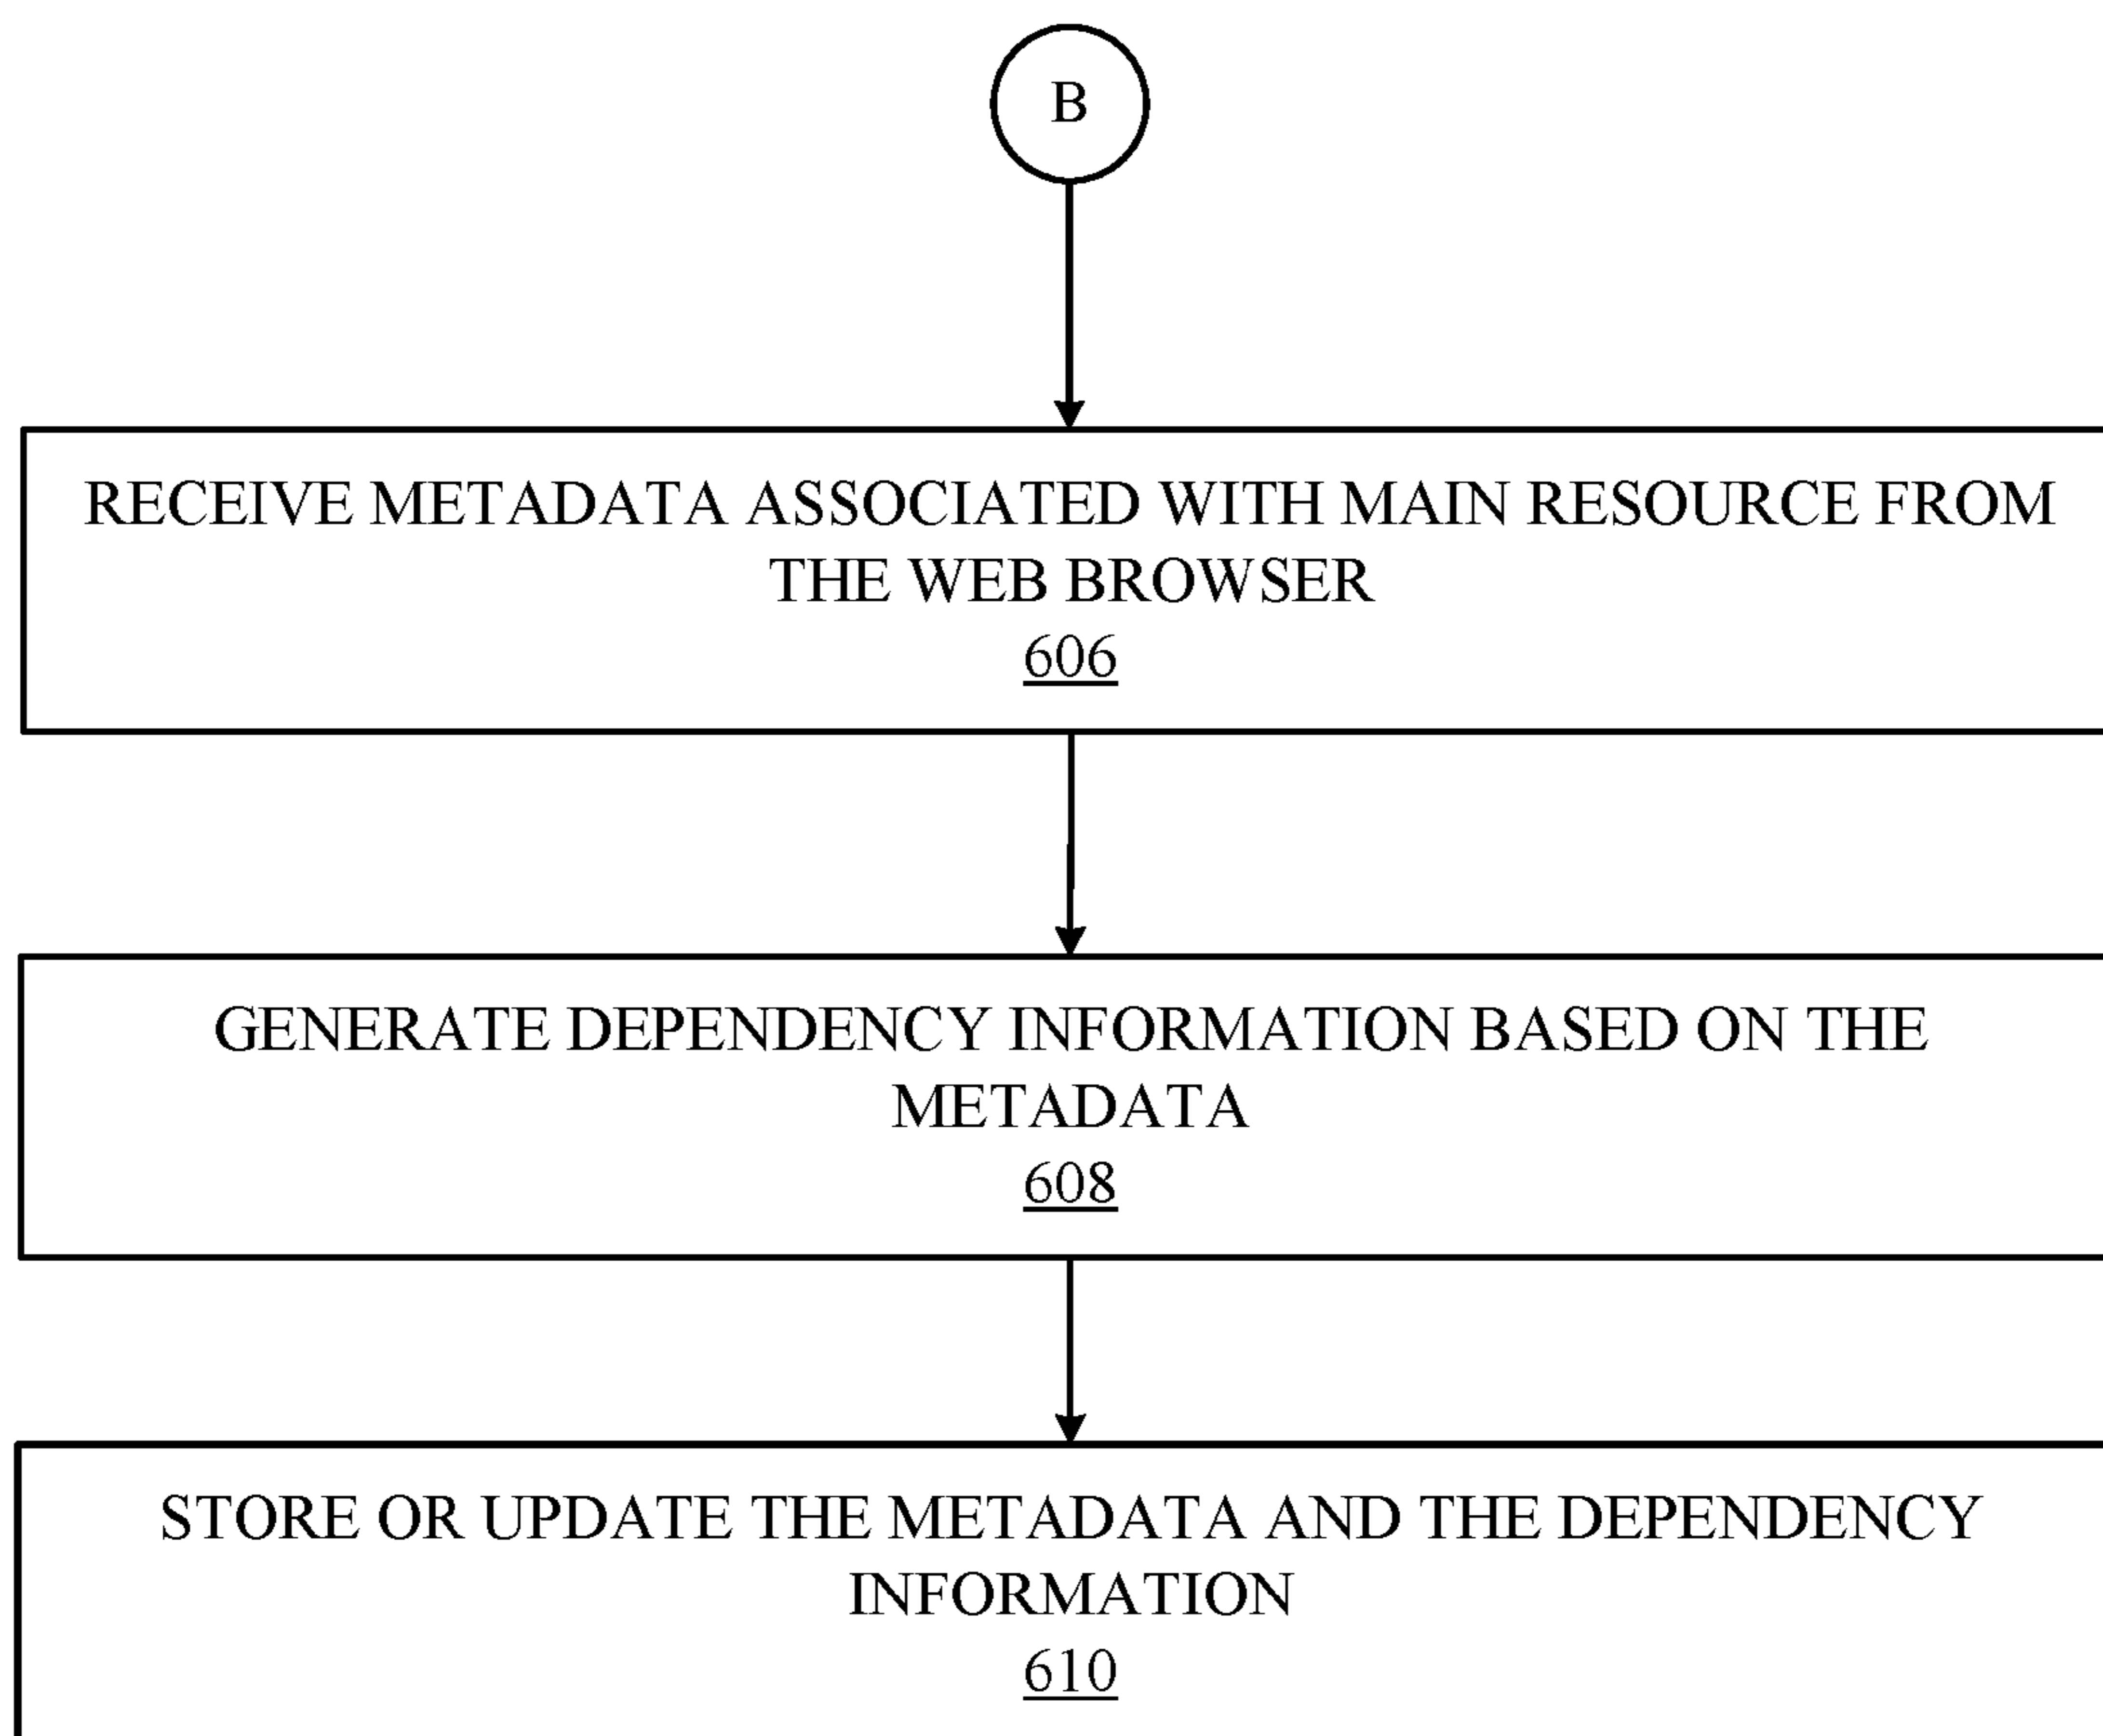 B
RECEIVE METADATA ASSOCIATED WITH MAIN RESOURCE FROM
THE WEB BROWSER
606
GENERATE DEPENDENCY INFORMATION BASED ON THE
METADATA
608
STORE OR UPDATE THE METADATA AND THE DEPENDENCY
INFORMATION
610